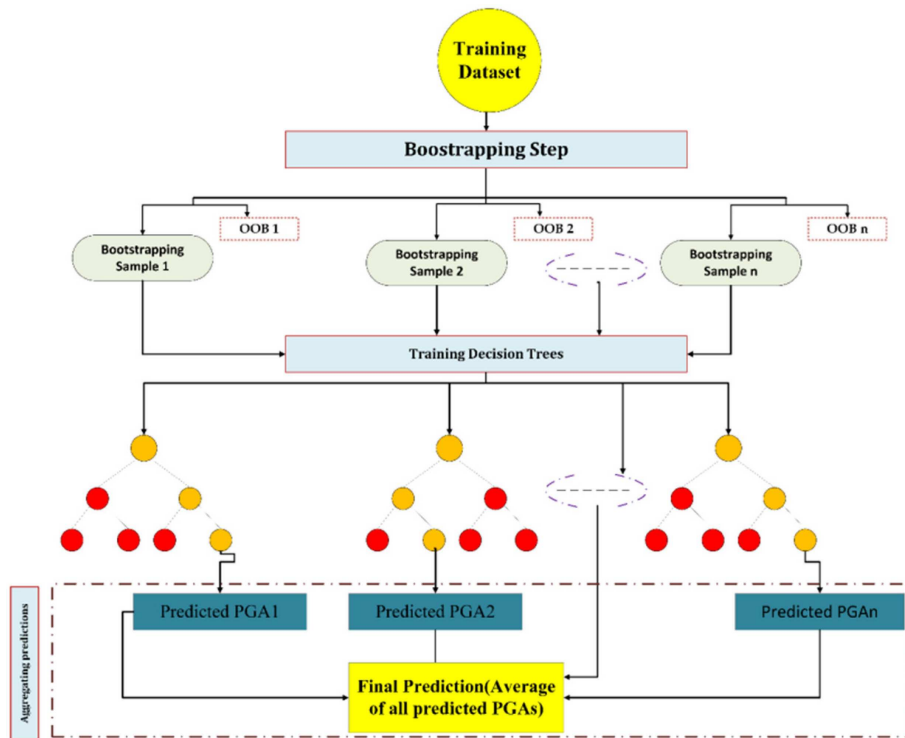 Training
Dataset
Boostrapping Step
OOB 1
OOB 2
OOB n
Bootstrapping
Sample 1
Bootstrapping
Sample 2
Bootstrapping
Sample n
Training Decision Trees
Aggregating predictions
Predicted PGA1
Predicted PGA2
Predicted PGAn
Final Prediction(Average
of all predicted PGAs)